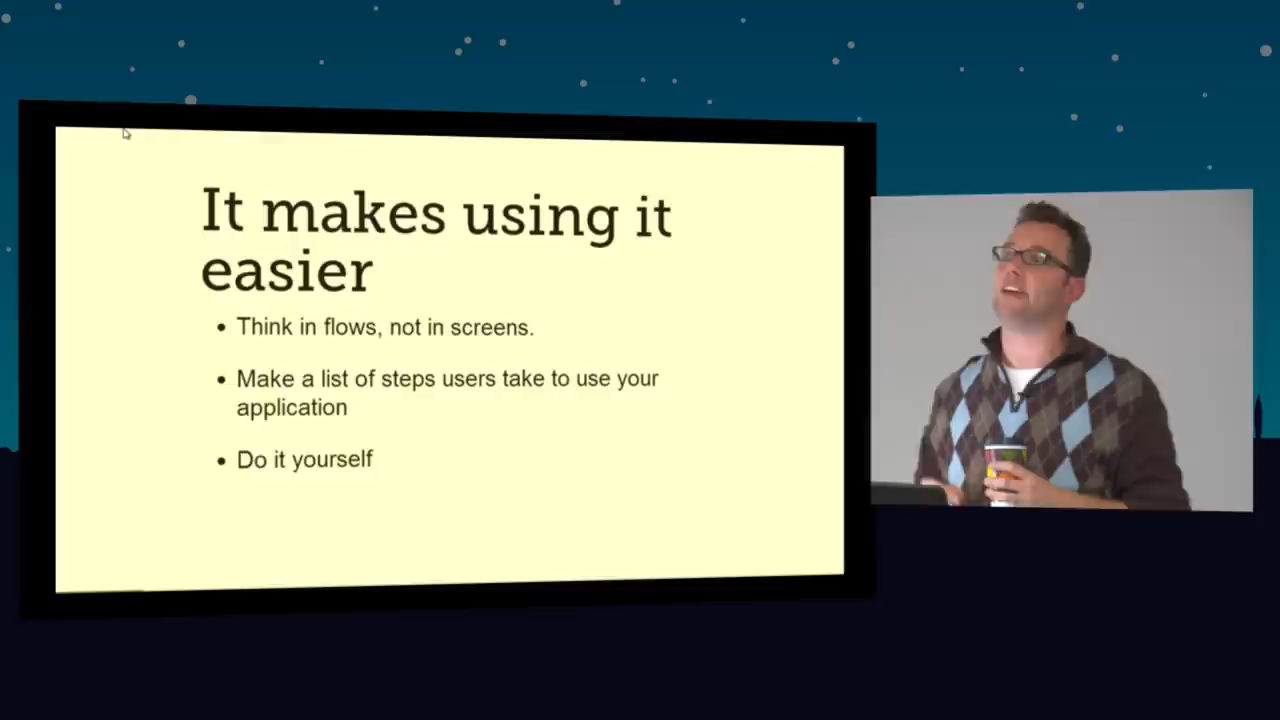 It makes using it
easier
Think in flows, not in screens.
Make a list of steps users take to use your
application
Do it yourself